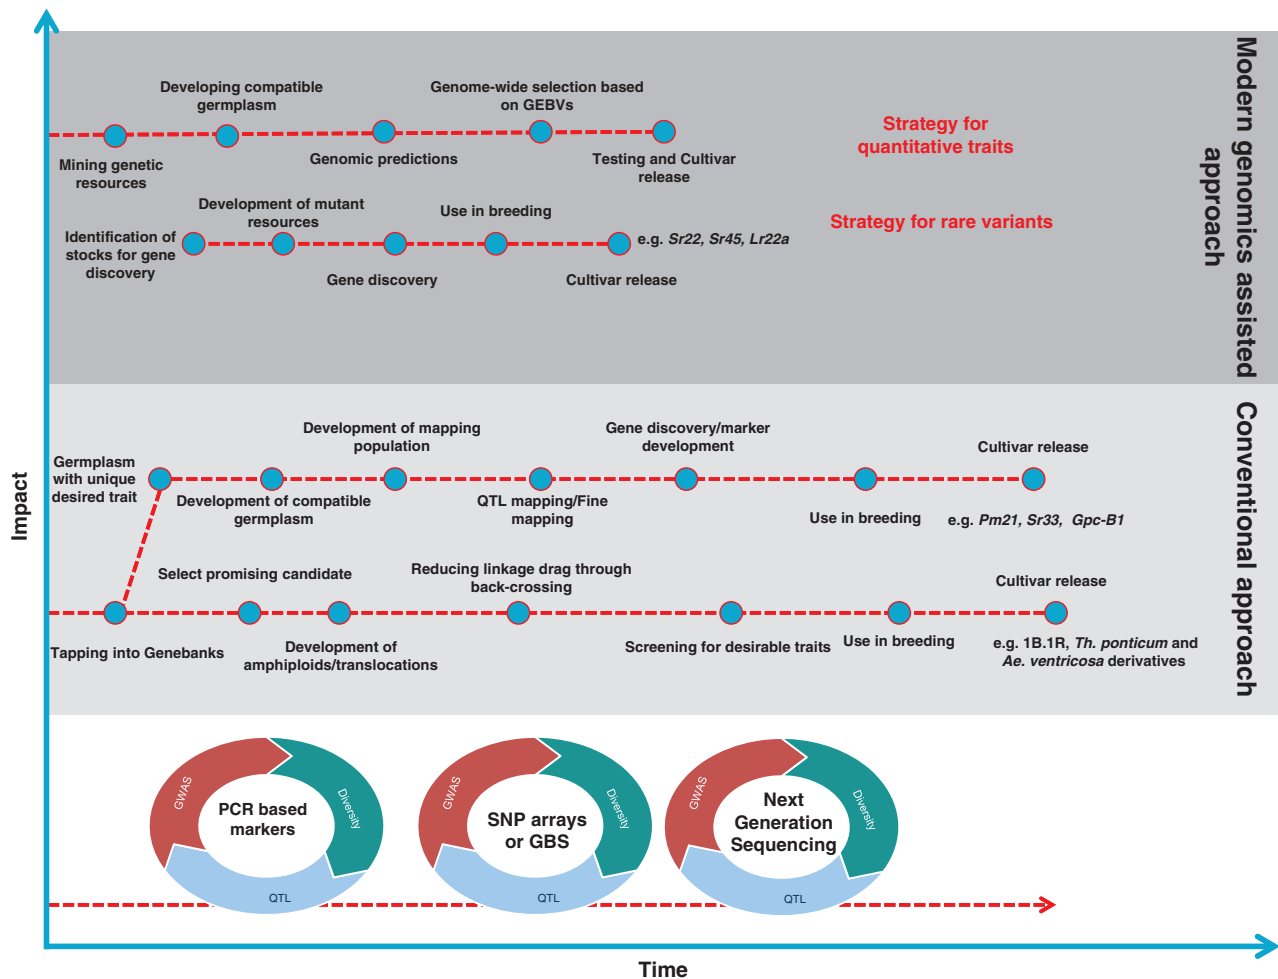 Developing compatible
germplasm
Genome-wide selection based
on GEBVs
Strategy for
quantitative traits
Mining genetic
resources
Genomic predictions
Testing and Cultivar
release
Development of mutant
resources
Use in breeding
Strategy for rare variants
Identification of
stocks for gene
discovery
e.g. Sr22, Sr45, Lr22a
Gene discovery
Cultivar release
Modern genomics assisted
approach
Development of mapping
population
Gene discovery/marker
development
Cultivar release
Germplasm
with unique
desired trait
Development of compatible
germplasm
QTL mapping/Fine
mapping
Use in breeding
e.g. Pm21, Sr33, Gpc-B1
Select promising candidate
Reducing linkage drag through
back-crossing
Cultivar release
Tapping into Genebanks
Development of
amphiploids/translocations
Screening for desirable traits
Use in breeding
e.g. 1B.1R, Th. ponticum and
Ae. ventricosa derivatives
Conventional approach
Impact
GWAS
Diversity
QTL
PCR based
markers
GWAS
Diversity
QTL
SNP arrays
or GBS
GWAS
Diversity
QTL
Next
Generation
Sequencing
Time